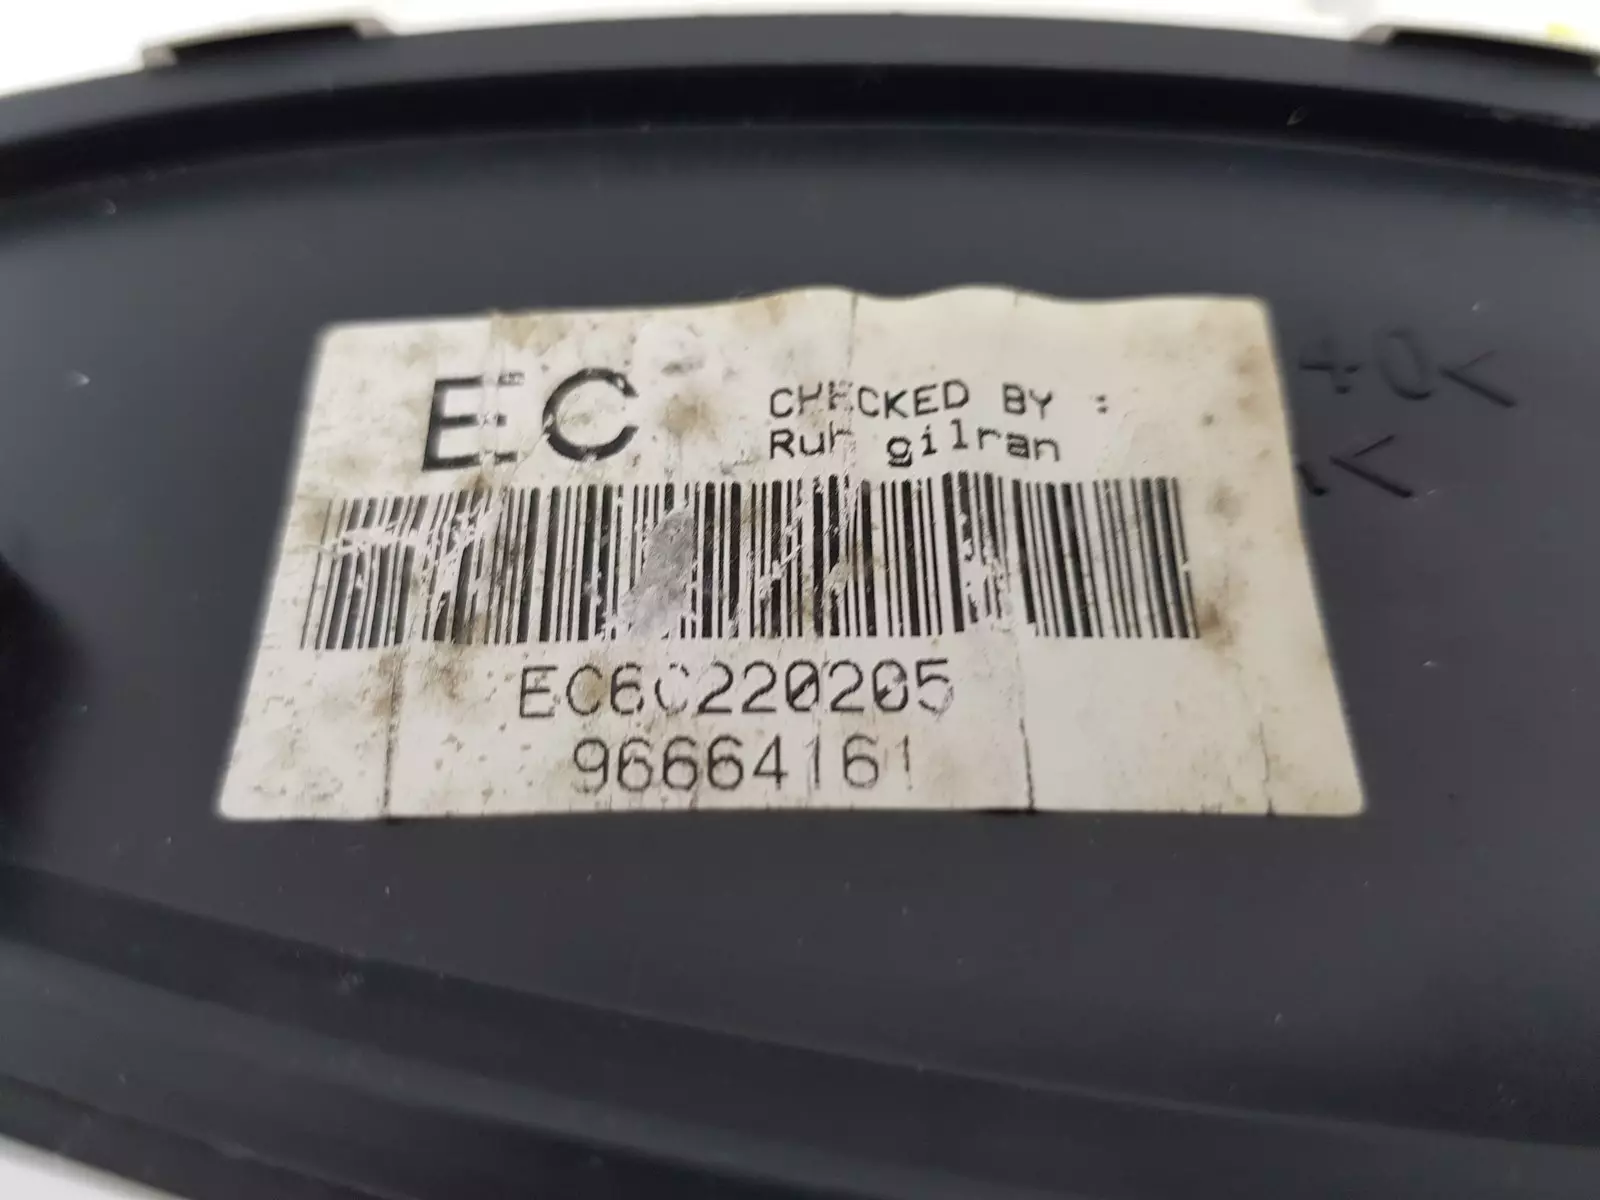 EC
CHECKED BY :
gilran
EC6C220205
96664161